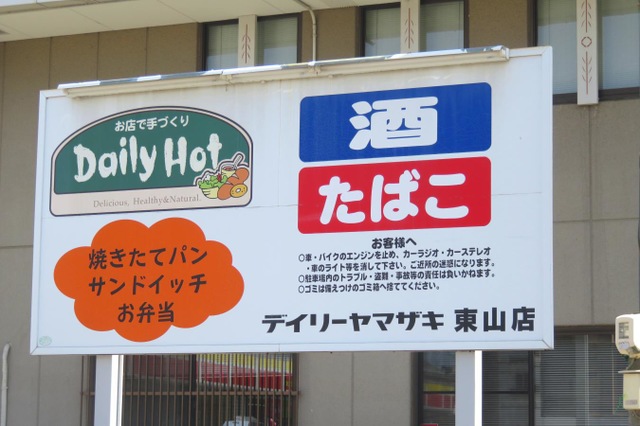 お店で手づくり
Daily Hot
Delicious, Healthy&Natural.
焼きたてパン
サンドイッチ
お弁当
酒
たばこ
お客様へ
○車・バイクのエンジンを止め、カーラジオ・カーステレオ
・車のライト等を消して下さい。ご近所の迷惑になります。
○駐車場内のトラブル・盗難・事故等の責任は負いかねます。
○ゴミは備えつけのゴミ箱へ捨ててください。
デイリーヤマザキ 東山店